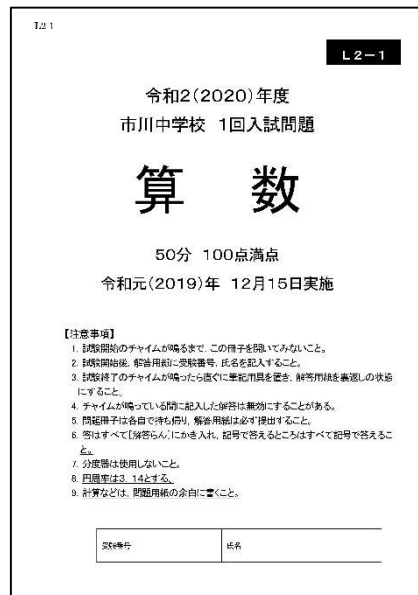 L2-1
L2-1
令和2(2020)年度
市川中学校 1回入試問題
算 数
50分 100点満点
令和元(2019)年 12月15日実施
【注意事項】
1. 試験開始のチャイムが鳴るまで、この冊子を開いてみないこと。
2. 試験開始後、解答用紙に受験番号、氏名を記入すること。
3. 試験終了のチャイムが鳴ったら直ぐに筆記用具を置き、解答用紙を裏返しの状態
にすること。
4. チャイムが鳴っている間に記入した解答は無効にすることがある。
5. 問題冊子は各自で持ち帰り、解答用紙は必ず提出すること。
6. 答はすべて[解答らん]にかき入れ、記号で答えるところはすべて記号で答えるこ
と。
7. 分度器は使用しないこと。
8. 円周率は3.14とする。
9. 計算などは、問題用紙の余白に書くこと。
受験番号 氏名